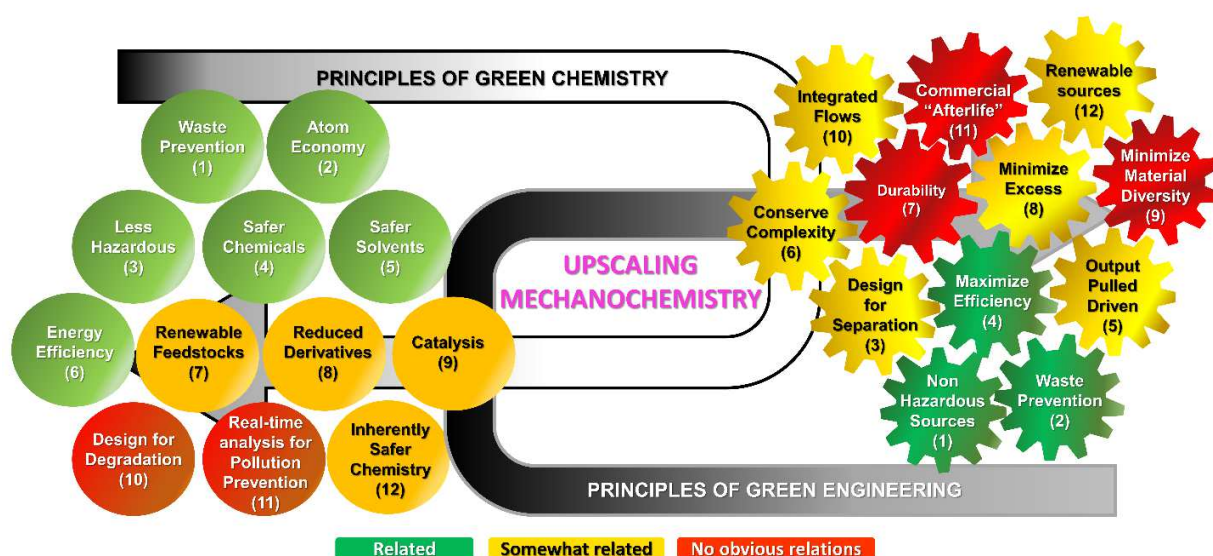 PRINCIPLES OF GREEN CHEMISTRY
Waste
Prevention
(1)
Atom
Economy
(2)
Less
Hazardous
(3)
Safer
Chemicals
(4)
Safer
Solvents
(5)
Energy
Efficiency
(6)
Renewable
Feedstocks
(7)
Reduced
Derivatives
(8)
Catalysis
(9)
Design for
Degradation
(10)
Real-time
analysis for
Pollution
Prevention
(11)
Inherently
Safer
Chemistry
(12)
UPSCALING
MECHANOCHEMISTRY
Integrated
Flows
(10)
Commercial
“Afterlife”
(11)
Renewable
sources
(12)
Conserve
Complexity
(6)
Durability
(7)
Minimize
Excess
(8)
Minimize
Material
Diversity
(9)
Design
for
Separation
(3)
Maximize
Efficiency
(4)
Output
Pulled
Driven
(5)
Non
Hazardous
Sources
(1)
Waste
Prevention
(2)
PRINCIPLES OF GREEN ENGINEERING
Related
Somewhat related
No obvious relations